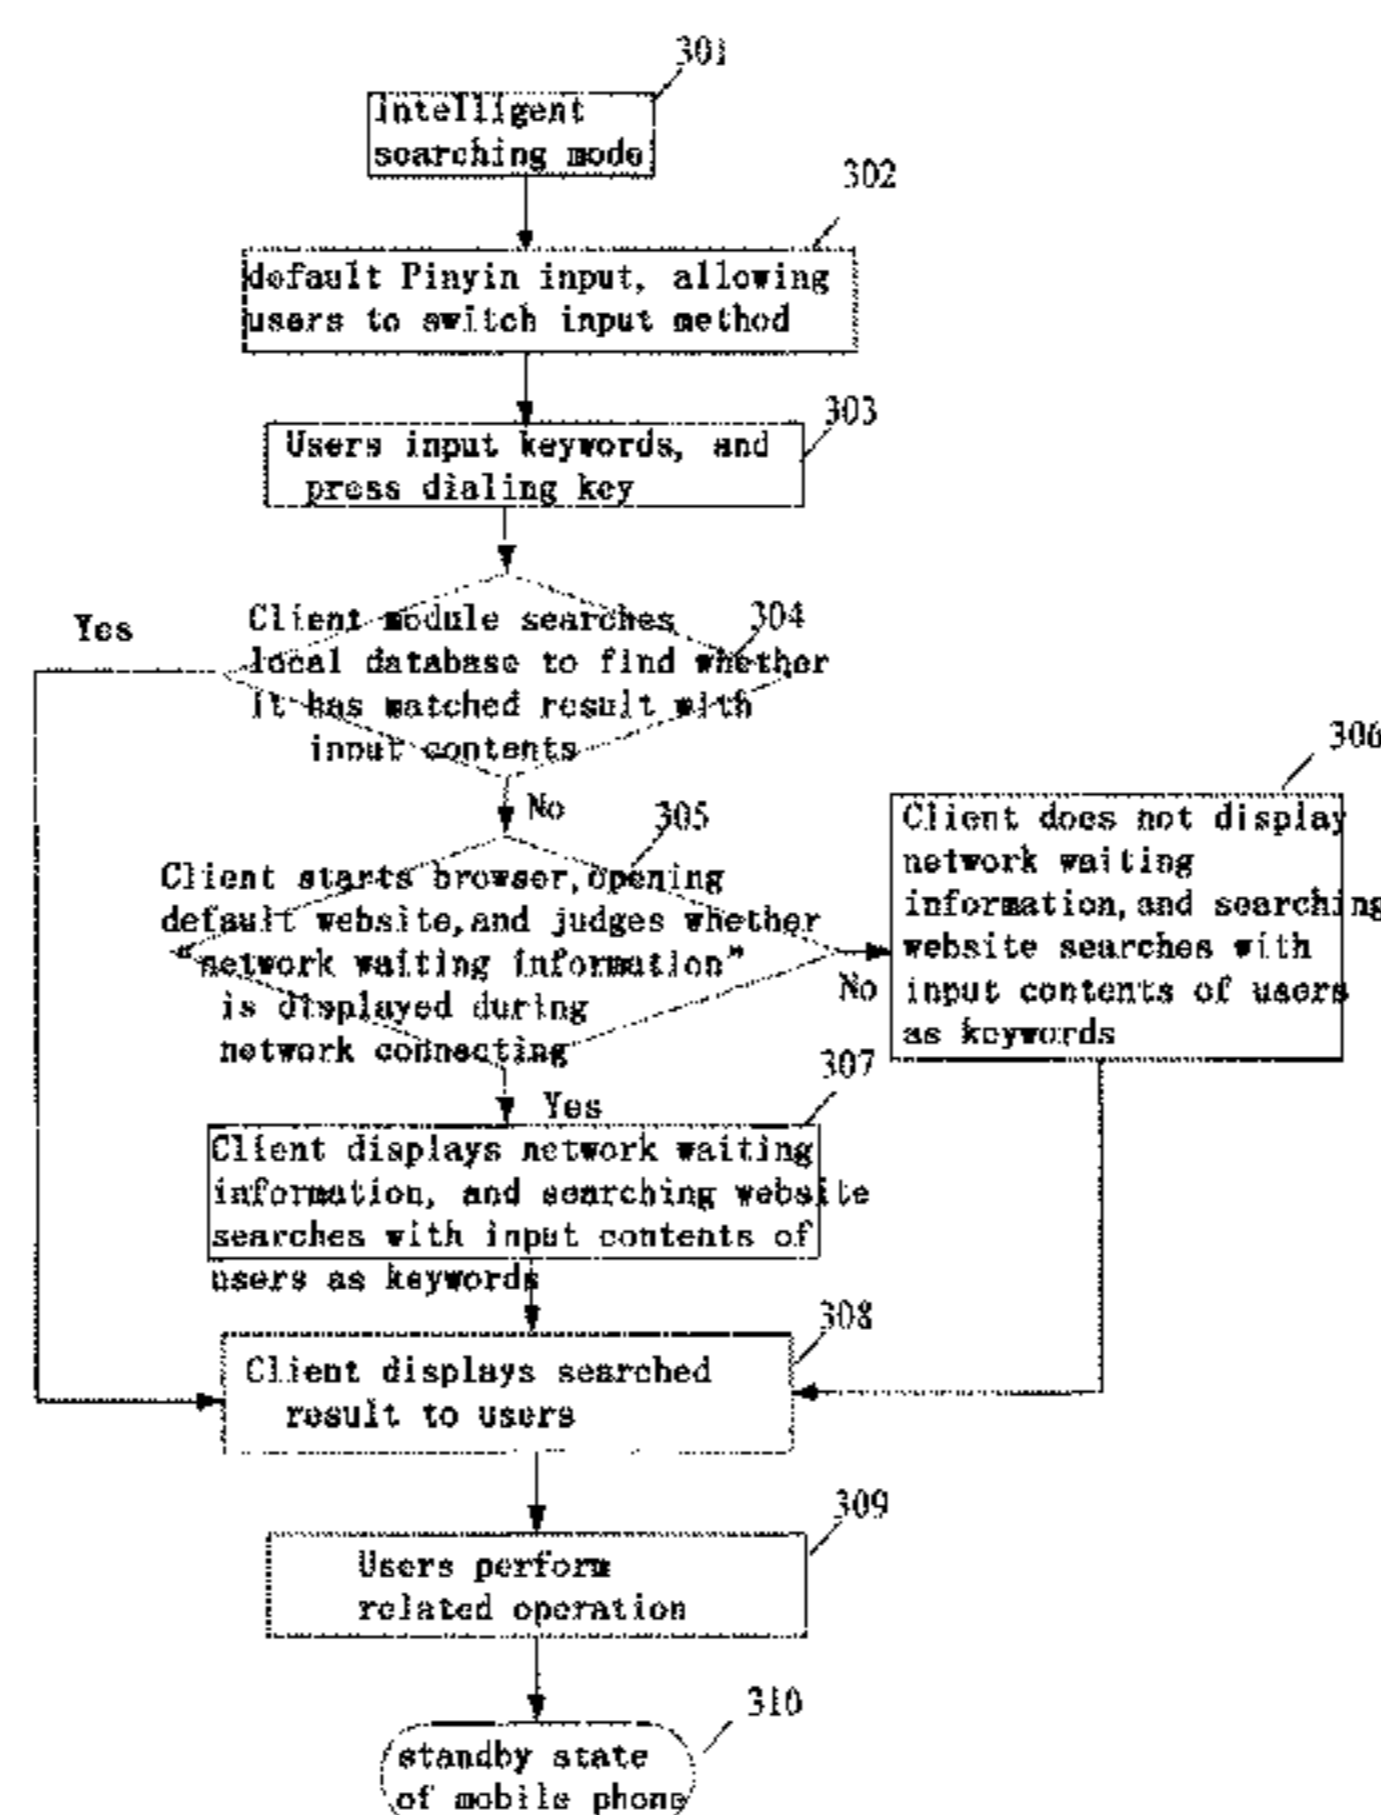 301
intelligent
searching mode
302
default Pinyin input, allowing
users to switch input method
303
Users input keywords, and
press dialing key
Yes
304
Client module searches
local database to find whether
it has matched result with
input contents
No
305
Client starts browser, opening
default website, and judges whether
"network waiting information"
is displayed during
network connecting
No
306
Client does not display
network waiting
information, and searching
website searches with
input contents of users
as keywords
Yes
307
Client displays network waiting
information, and searching website
searches with input contents of
users as keywords
308
Client displays searched
result to users
309
Users perform
related operation
310
standby state
of mobile phone